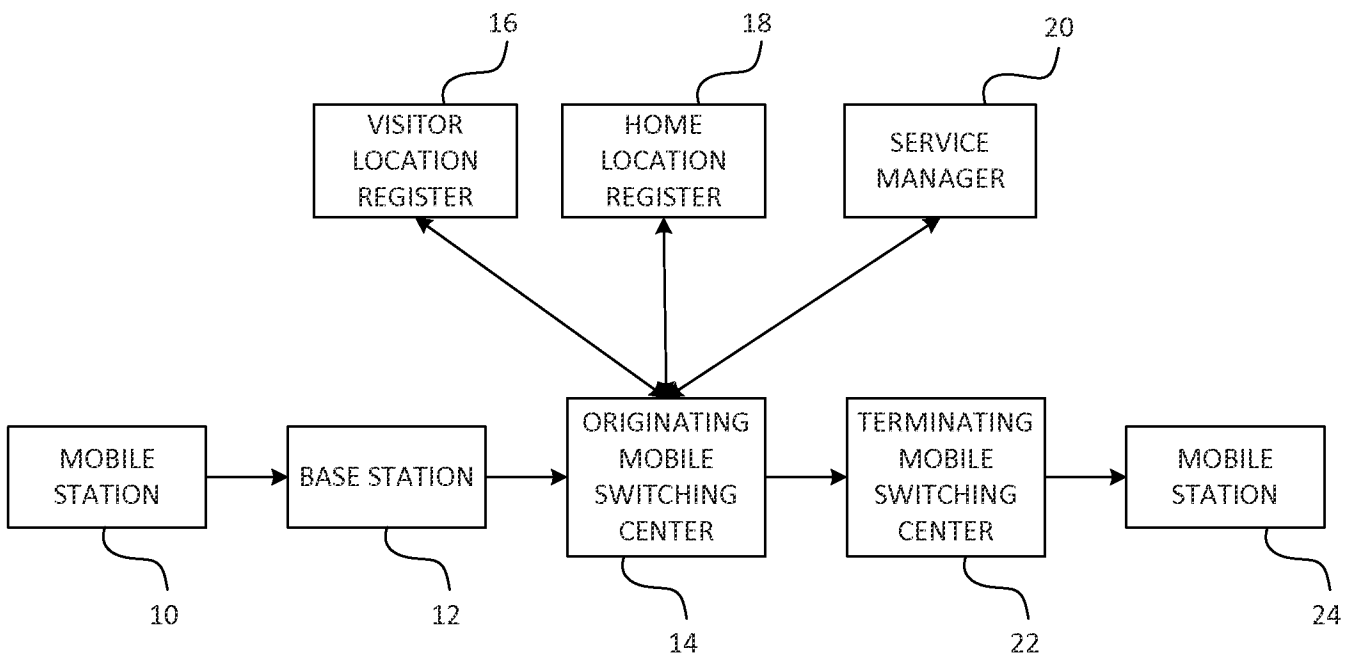 16
18
20
VISITOR
LOCATION
REGISTER
HOME
LOCATION
REGISTER
SERVICE
MANAGER
MOBILE
STATION
BASE STATION
ORIGINATING
MOBILE
SWITCHING
CENTER
TERMINATING
MOBILE
SWITCHING
CENTER
MOBILE
STATION
10
12
14
22
24